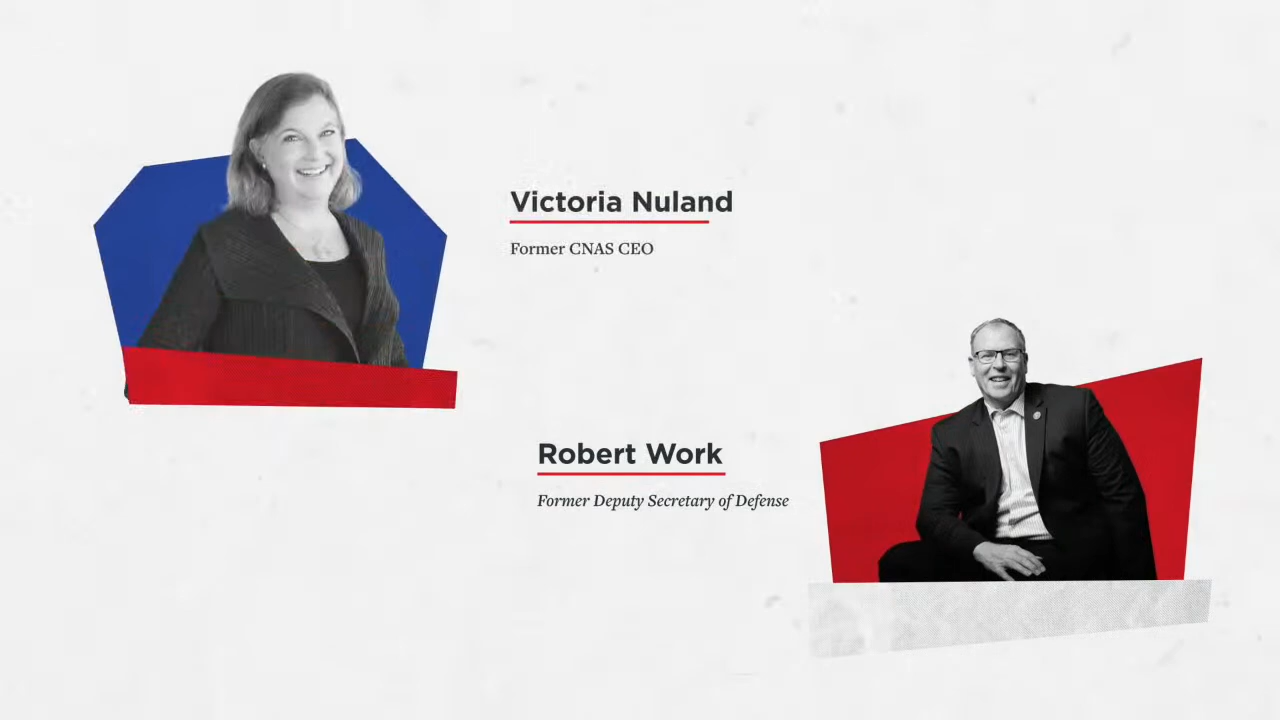 Victoria Nuland
Former CNAS CEO
Robert Work
Former Deputy Secretary of Defense